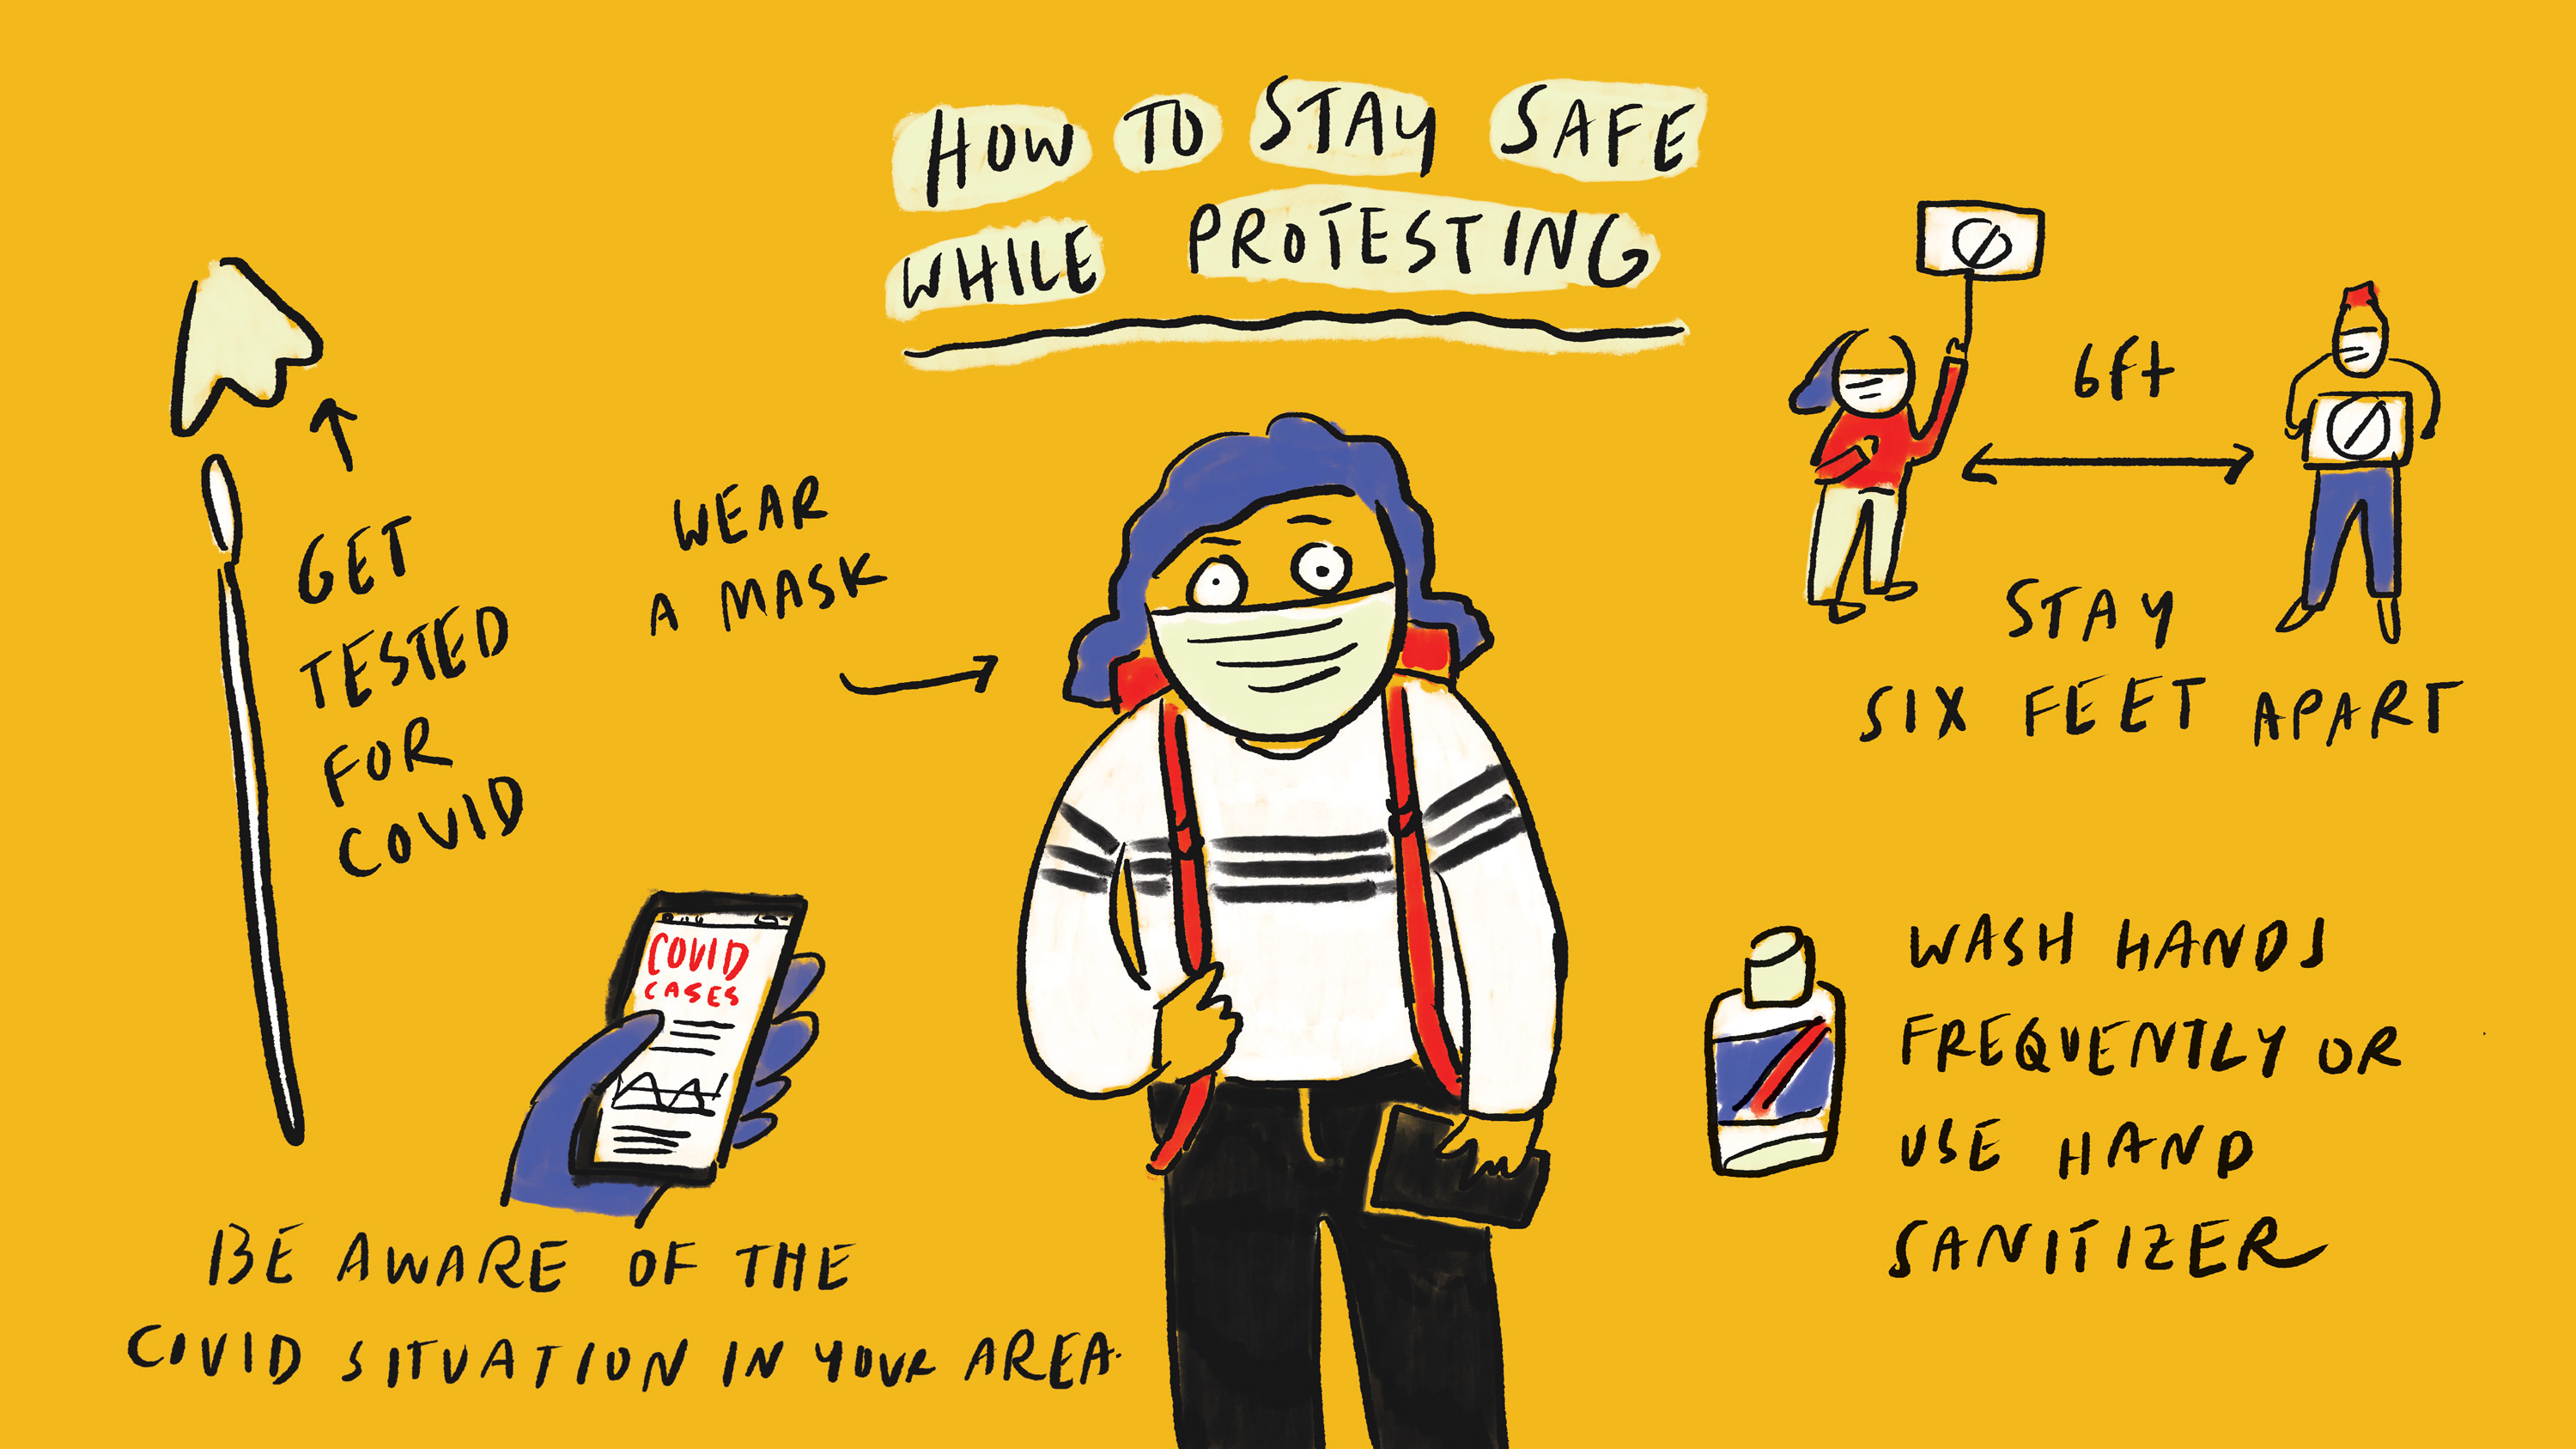 HOW TO STAY SAFE
WHILE PROTESTING
GET
TESTED
FOR
COVID
WEAR
A MASK
6ft
STAY
SIX FEET APART
COVID
CASES
BE AWARE OF THE
COVID SITUATION IN YOUR AREA.
WASH HANDS
FREQUENTLY OR
USE HAND
SANITIZER